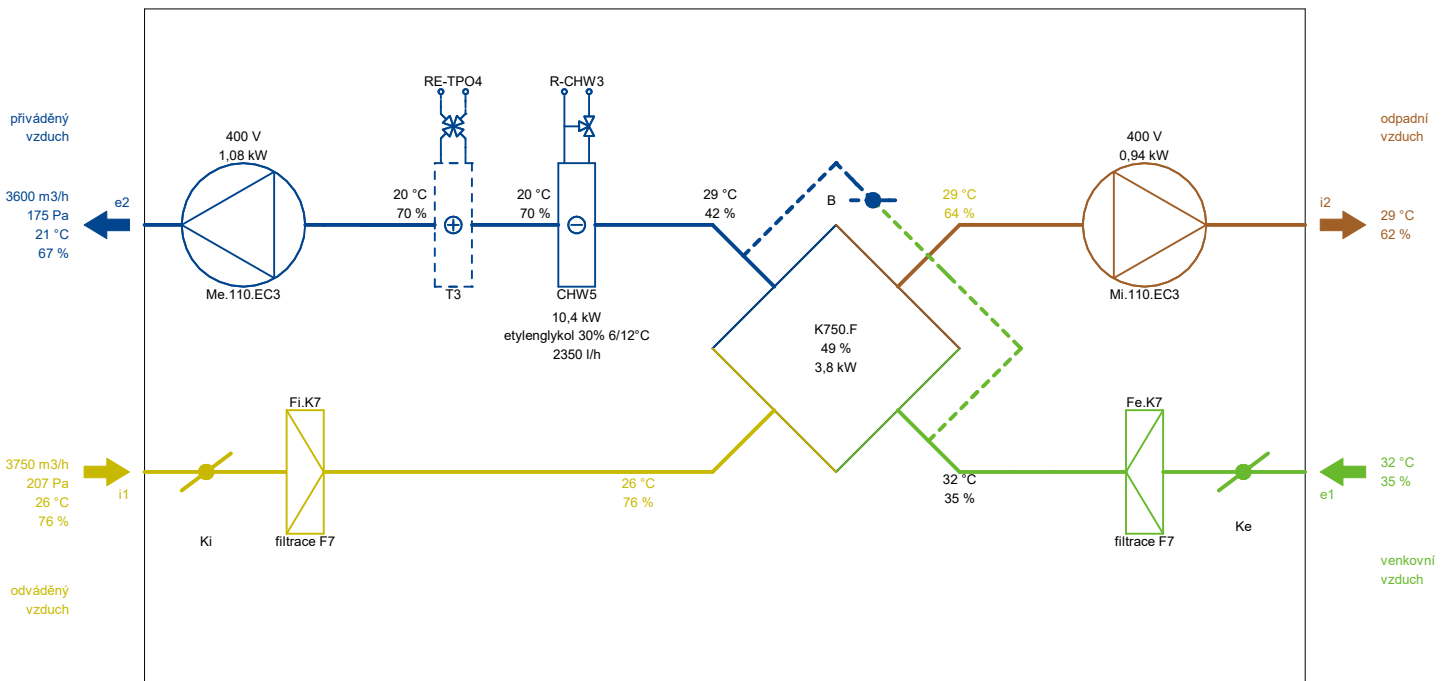 RE-TPO4
R-CHW3
přiváděný
vzduch
400 V
1,08 kW
400 V
0,94 kW
odpadní
vzduch
3600 m3/h
175 Pa
21 °C
67 %
e2
20 °C
70 %
20 °C
70 %
29 °C
42 %
B
29 °C
64 %
i2
29 °C
62 %
Me.110.EC3
T3
CHW5
Mi.110.EC3
10,4 kW
etylenglykol 30% 6/12°C
2350 l/h
K750.F
49 %
3,8 kW
Fi.K7
Fe.K7
3750 m3/h
207 Pa
26 °C
76 %
i1
26 °C
76 %
32 °C
35 %
32 °C
35 %
e1
Ki
filtrace F7
filtrace F7
Ke
odváděný
vzduch
venkovní
vzduch